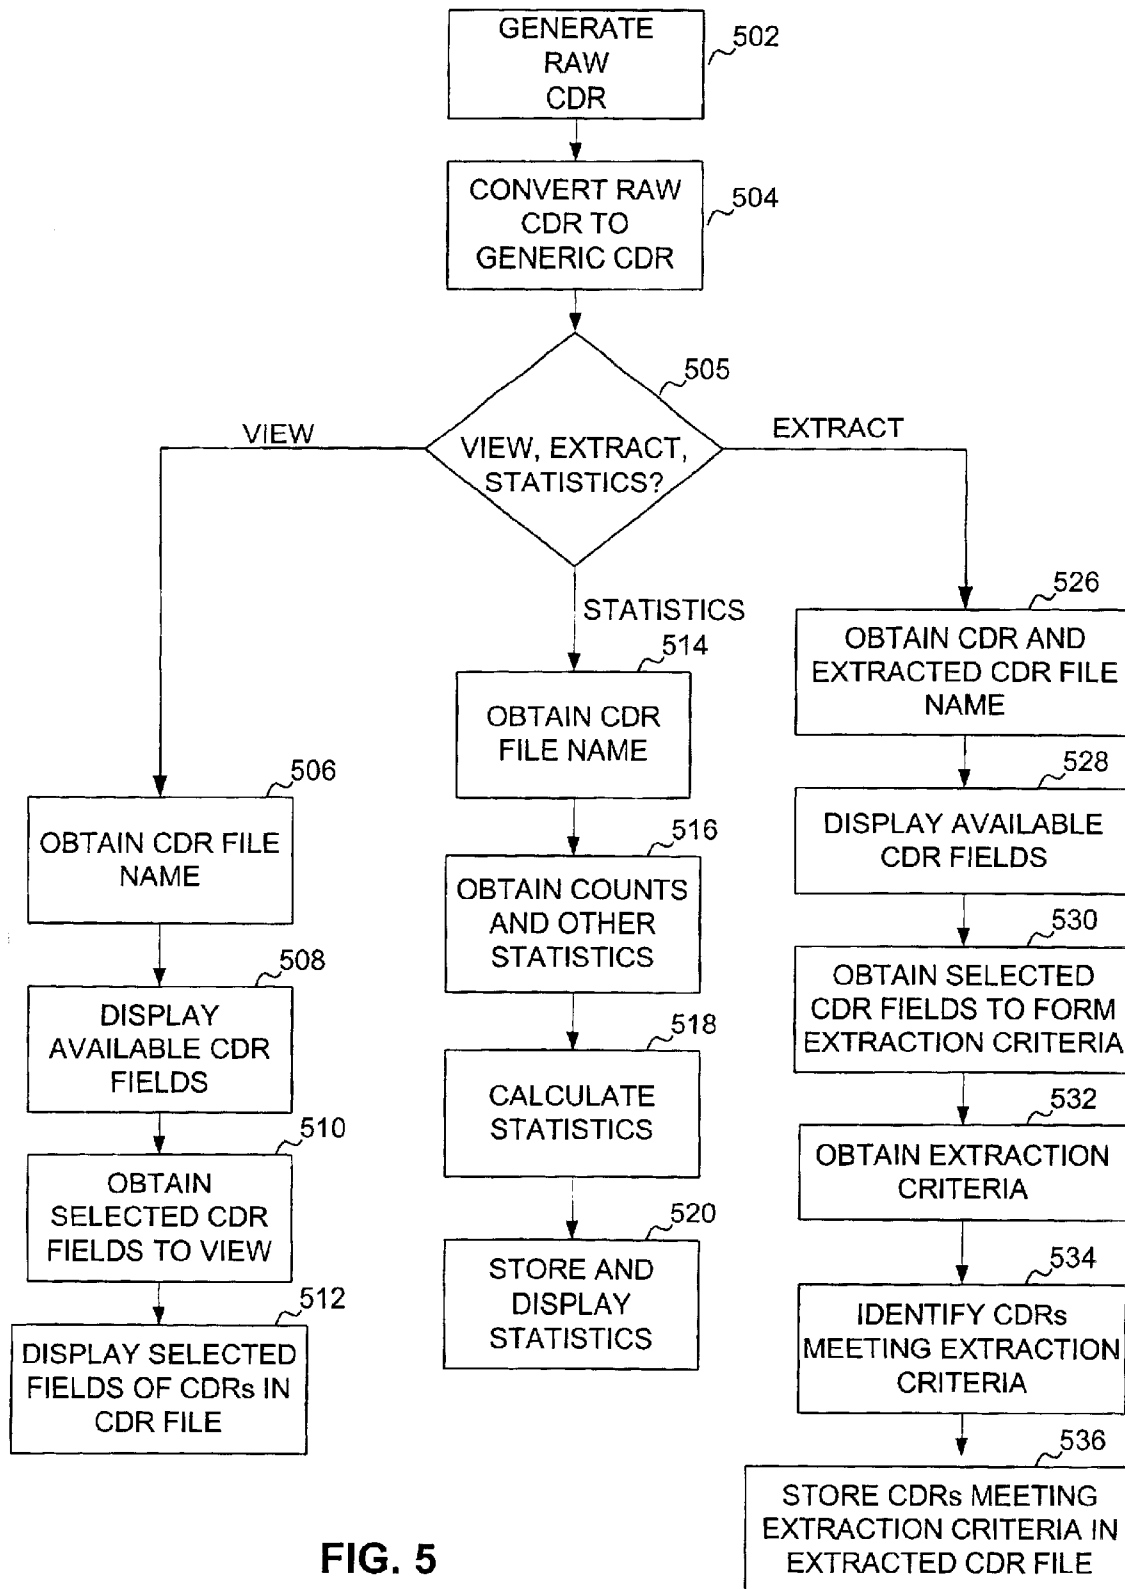 GENERATE
RAW
CDR
502
CONVERT RAW
CDR TO
GENERIC CDR
504
505
VIEW, EXTRACT,
STATISTICS?
VIEW
EXTRACT
STATISTICS
506
OBTAIN CDR FILE
NAME
508
DISPLAY
AVAILABLE CDR
FIELDS
510
OBTAIN
SELECTED CDR
FIELDS TO VIEW
512
DISPLAY SELECTED
FIELDS OF CDRs IN
CDR FILE
514
OBTAIN CDR
FILE NAME
516
OBTAIN COUNTS
AND OTHER
STATISTICS
518
CALCULATE
STATISTICS
520
STORE AND
DISPLAY
STATISTICS
526
OBTAIN CDR AND
EXTRACTED CDR FILE
NAME
528
DISPLAY AVAILABLE
CDR FIELDS
530
OBTAIN SELECTED
CDR FIELDS TO FORM
EXTRACTION CRITERIA
532
OBTAIN EXTRACTION
CRITERIA
534
IDENTIFY CDRs
MEETING EXTRACTION
CRITERIA
536
STORE CDRs MEETING
EXTRACTION CRITERIA IN
EXTRACTED CDR FILE
FIG. 5